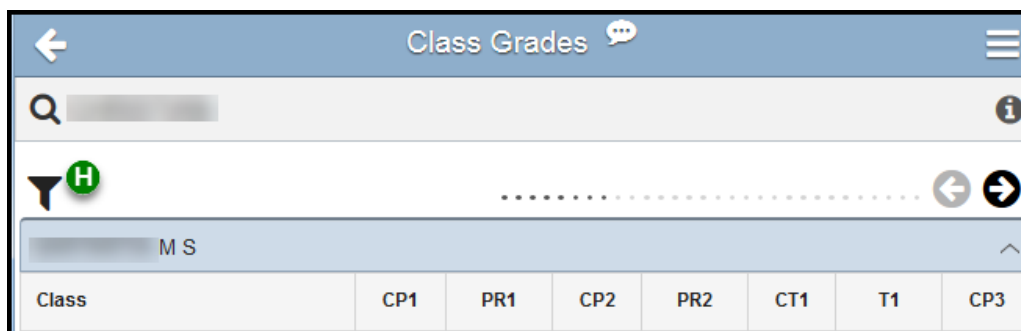 Class Grades
H
M S
Class CP1 PR1 CP2 PR2 CT1 T1 CP3